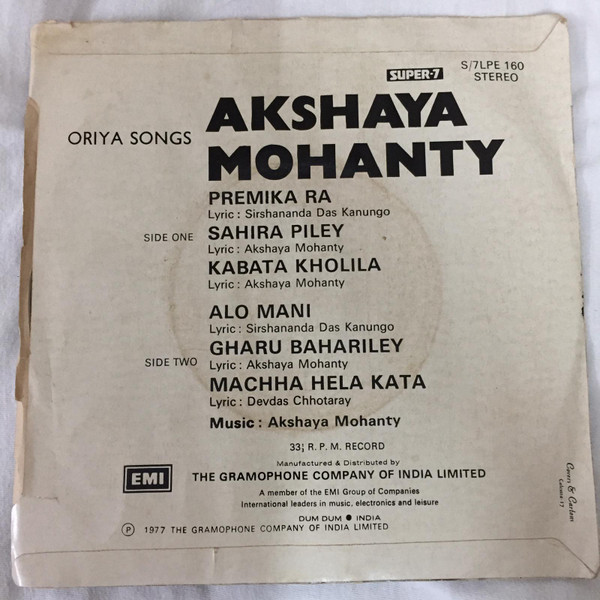 SUPER-7
S/7LPE 160
STEREO
ORIYA SONGS
AKSHAYA
MOHANTY
PREMIKA RA
Lyric : Sirshananda Das Kanungo
SIDE ONE
SAHIRA PILEY
Lyric : Akshaya Mohanty
KABATA KHOLILA
Lyric : Akshaya Mohanty
ALO MANI
Lyric : Sirshananda Das Kanungo
SIDE TWO
GHARU BAHARILEY
Lyric : Akshaya Mohanty
MACHHA HELA KATA
Lyric : Devdas Chhotaray
Music : Akshaya Mohanty
33⅓ R. P. M. RECORD
Manufactured & Distributed by
EMI
THE GRAMOPHONE COMPANY OF INDIA LIMITED
A member of the EMI Group of Companies
International leaders in music, electronics and leisure
DUM DUM ● INDIA
Ⓟ 1977 THE GRAMOPHONE COMPANY OF INDIA LIMITED